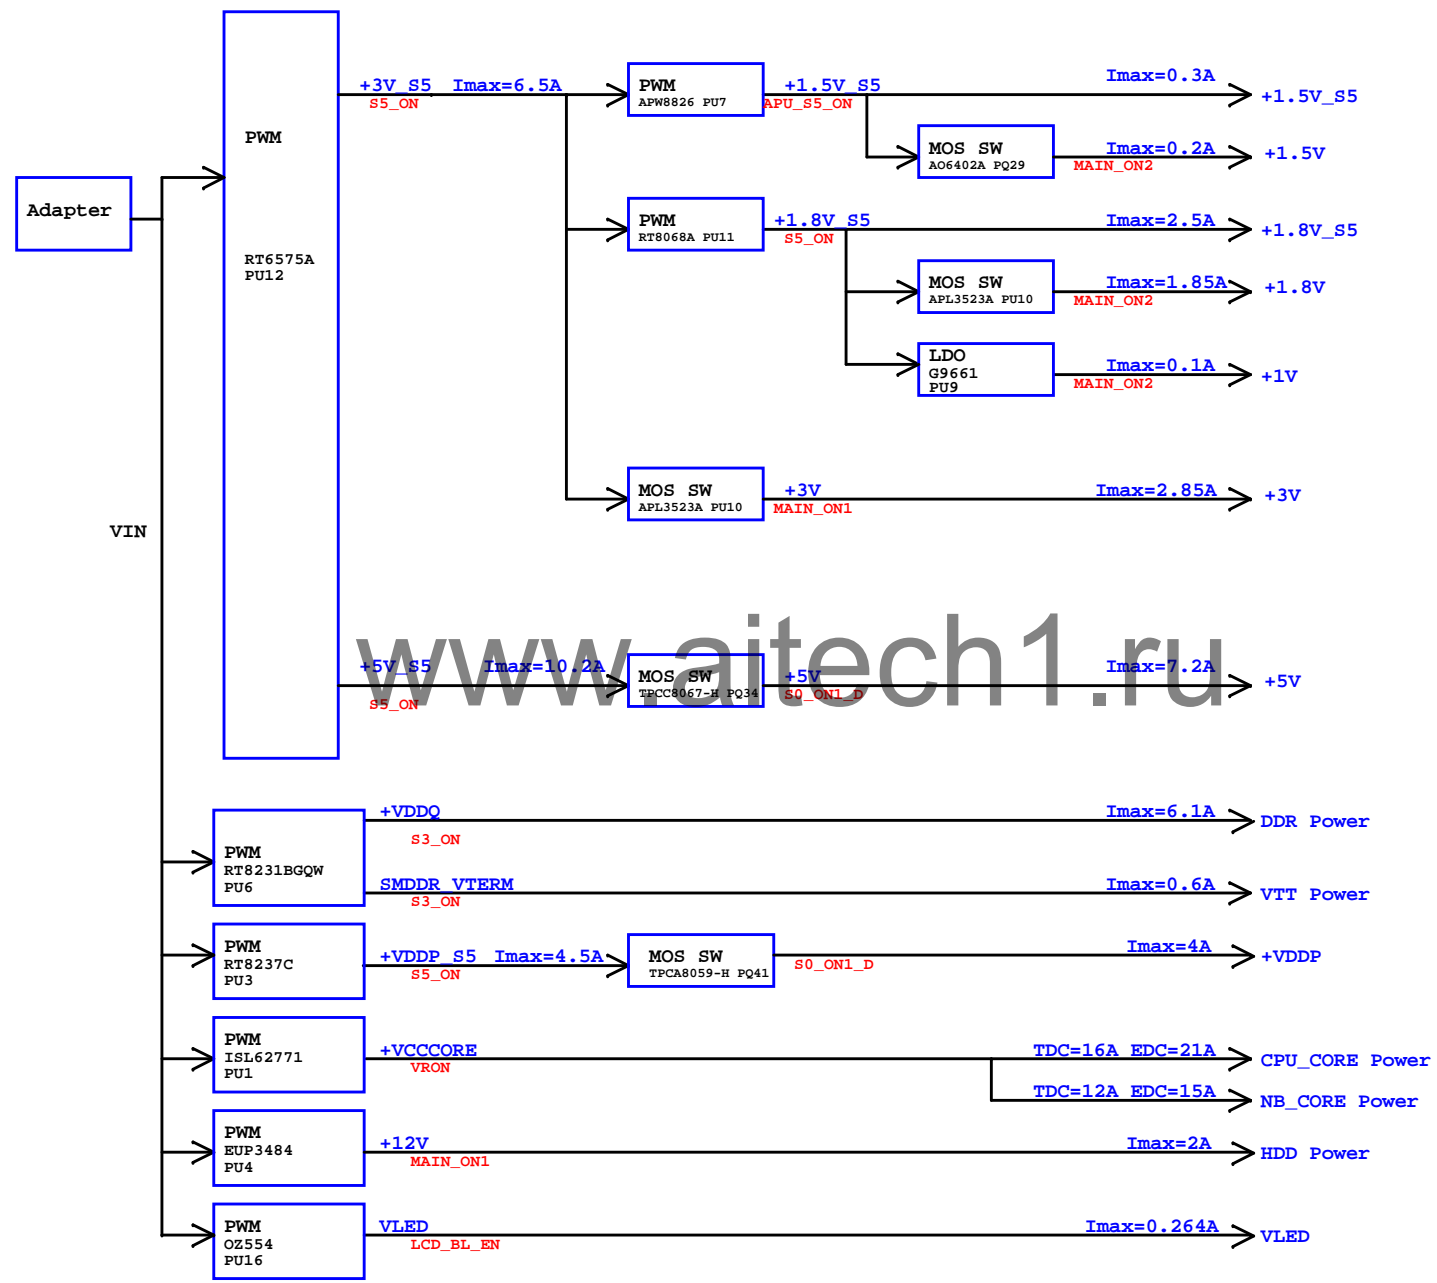 Adapter
VIN
PWM
RT6575A
PU12
+3V_S5 Imax=6.5A
S5_ON
PWM
APW8826 PU7
+1.5V_S5
APU_S5_ON
Imax=0.3A
+1.5V_S5
MOS SW
AO6402A PQ29
Imax=0.2A
MAIN_ON2
+1.5V
PWM
RT8068A PU11
+1.8V_S5
S5_ON
Imax=2.5A
+1.8V_S5
MOS SW
APL3523A PU10
Imax=1.85A
MAIN_ON2
+1.8V
LDO
G9661
PU9
Imax=0.1A
MAIN_ON2
+1V
MOS SW
APL3523A PU10
+3V
MAIN_ON1
Imax=2.85A
+3V
www.aitech1.ru
+5V_S5 Imax=10.2A
S5_ON
MOS SW
TPCC8067-H PQ34
+5V
S0_ON1_D
Imax=7.2A
+5V
PWM
RT8231BGQW
PU6
+VDDQ
S3_ON
Imax=6.1A
DDR Power
SMDDR_VTERM
S3_ON
Imax=0.6A
VTT Power
PWM
RT8237C
PU3
+VDDP_S5 Imax=4.5A
S5_ON
MOS SW
TPCA8059-H PQ41
S0_ON1_D
Imax=4A
+VDDP
PWM
ISL62771
PU1
+VCCCORE
VRON
TDC=16A EDC=21A
CPU_CORE Power
TDC=12A EDC=15A
NB_CORE Power
PWM
EUP3484
PU4
+12V
MAIN_ON1
Imax=2A
HDD Power
PWM
OZ554
PU16
VLED
LCD_BL_EN
Imax=0.264A
VLED